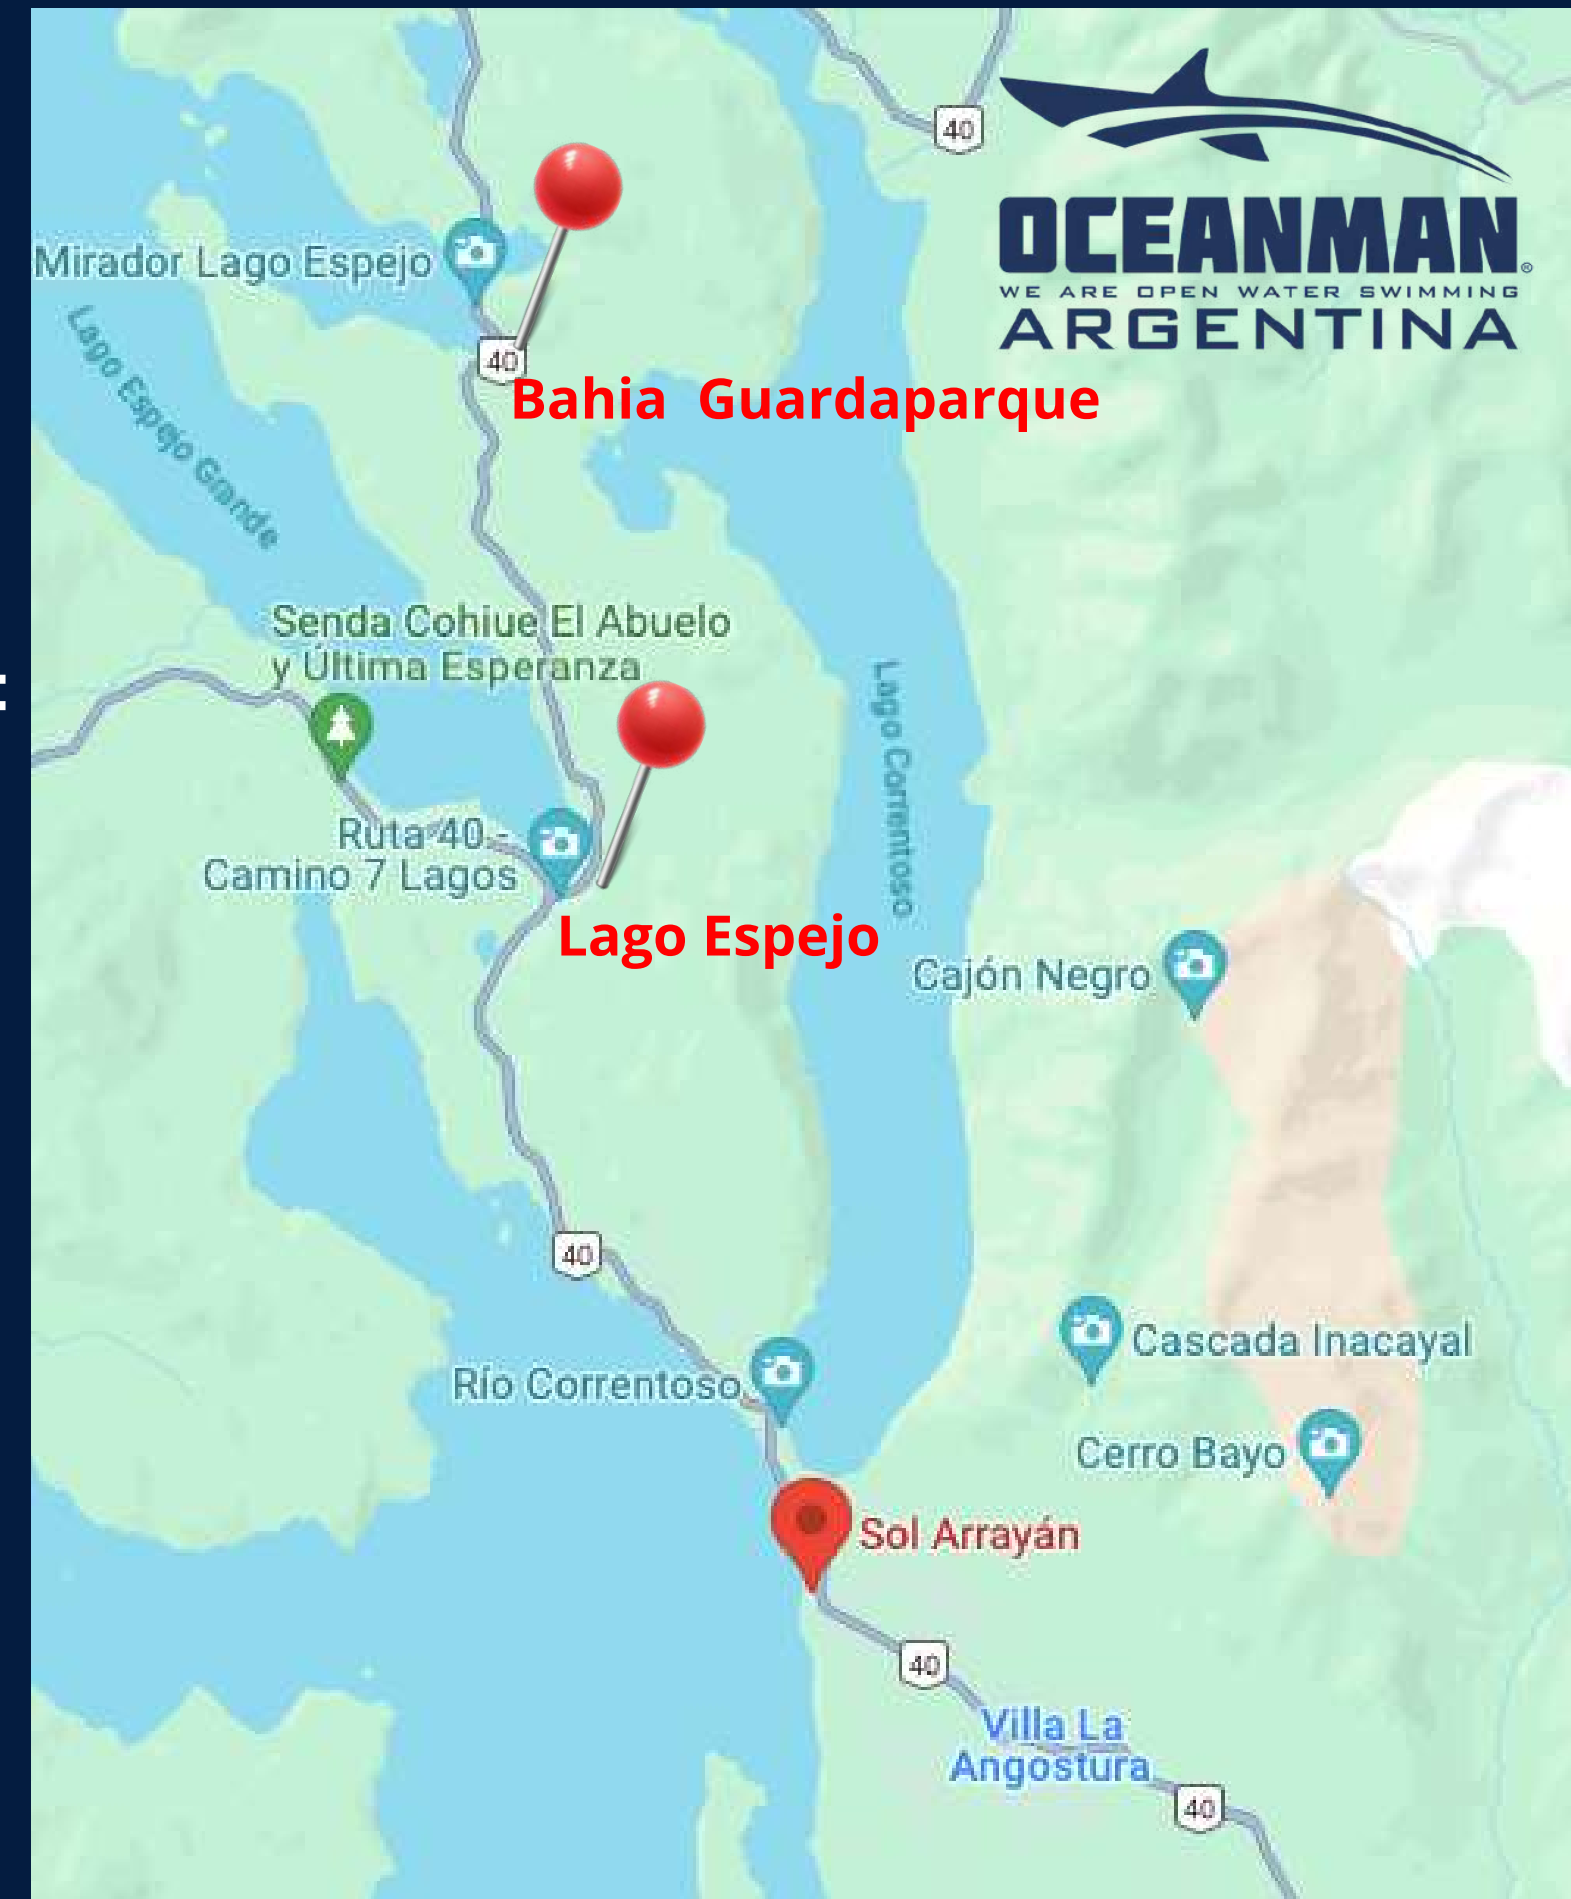 40
OCEANMAN®
WE ARE OPEN WATER SWIMMING
ARGENTINA
Mirador Lago Espejo
40
Bahia Guardaparque
Lago Espejo Grande
Senda Cohiue El Abuelo
y Última Esperanza
:
Lago Correntoso
Ruta 40 -
Camino 7 Lagos
Lago Espejo
Cajón Negro
40
Cascada Inacayal
Río Correntoso
Cerro Bayo
Sol Arrayán
40
Villa La
Angostura
40